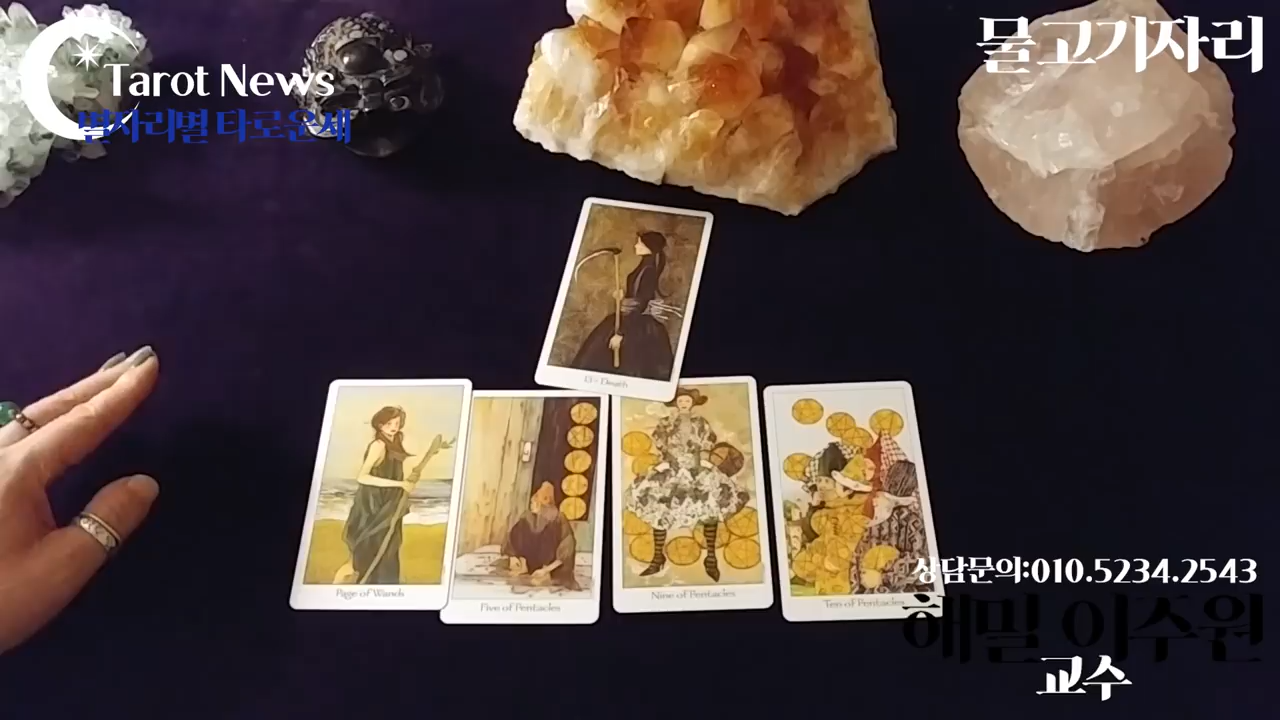 Tarot News
별자리별 타로운세
물고기자리
13 - Death
Page of Wands
Five of Pentacles
Nine of Pentacles
Ten of Pentacles
상담문의:010.5234.2543
해밀 이주원
교수